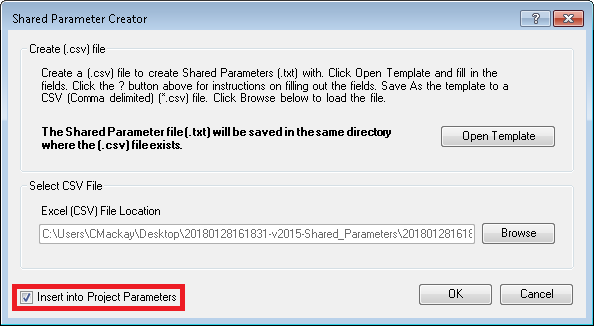 Shared Parameter Creator
Create (.csv) file
Create a (.csv) file to create Shared Parameters (.txt) with. Click Open Template and fill in the
fields. Click the ? button above for instructions on filling out the fields. Save As the template to a
CSV (Comma delimited) (*.csv) file. Click Browse below to load the file.
The Shared Parameter file (.txt) will be saved in the same directory
where the (.csv) file exists.
Open Template
Select CSV File
Excel (CSV) File Location
C:\Users\CMackay\Desktop\20180128161831-v2015-Shared_Parameters\201801281618
Browse
Insert into Project Parameters
OK
Cancel